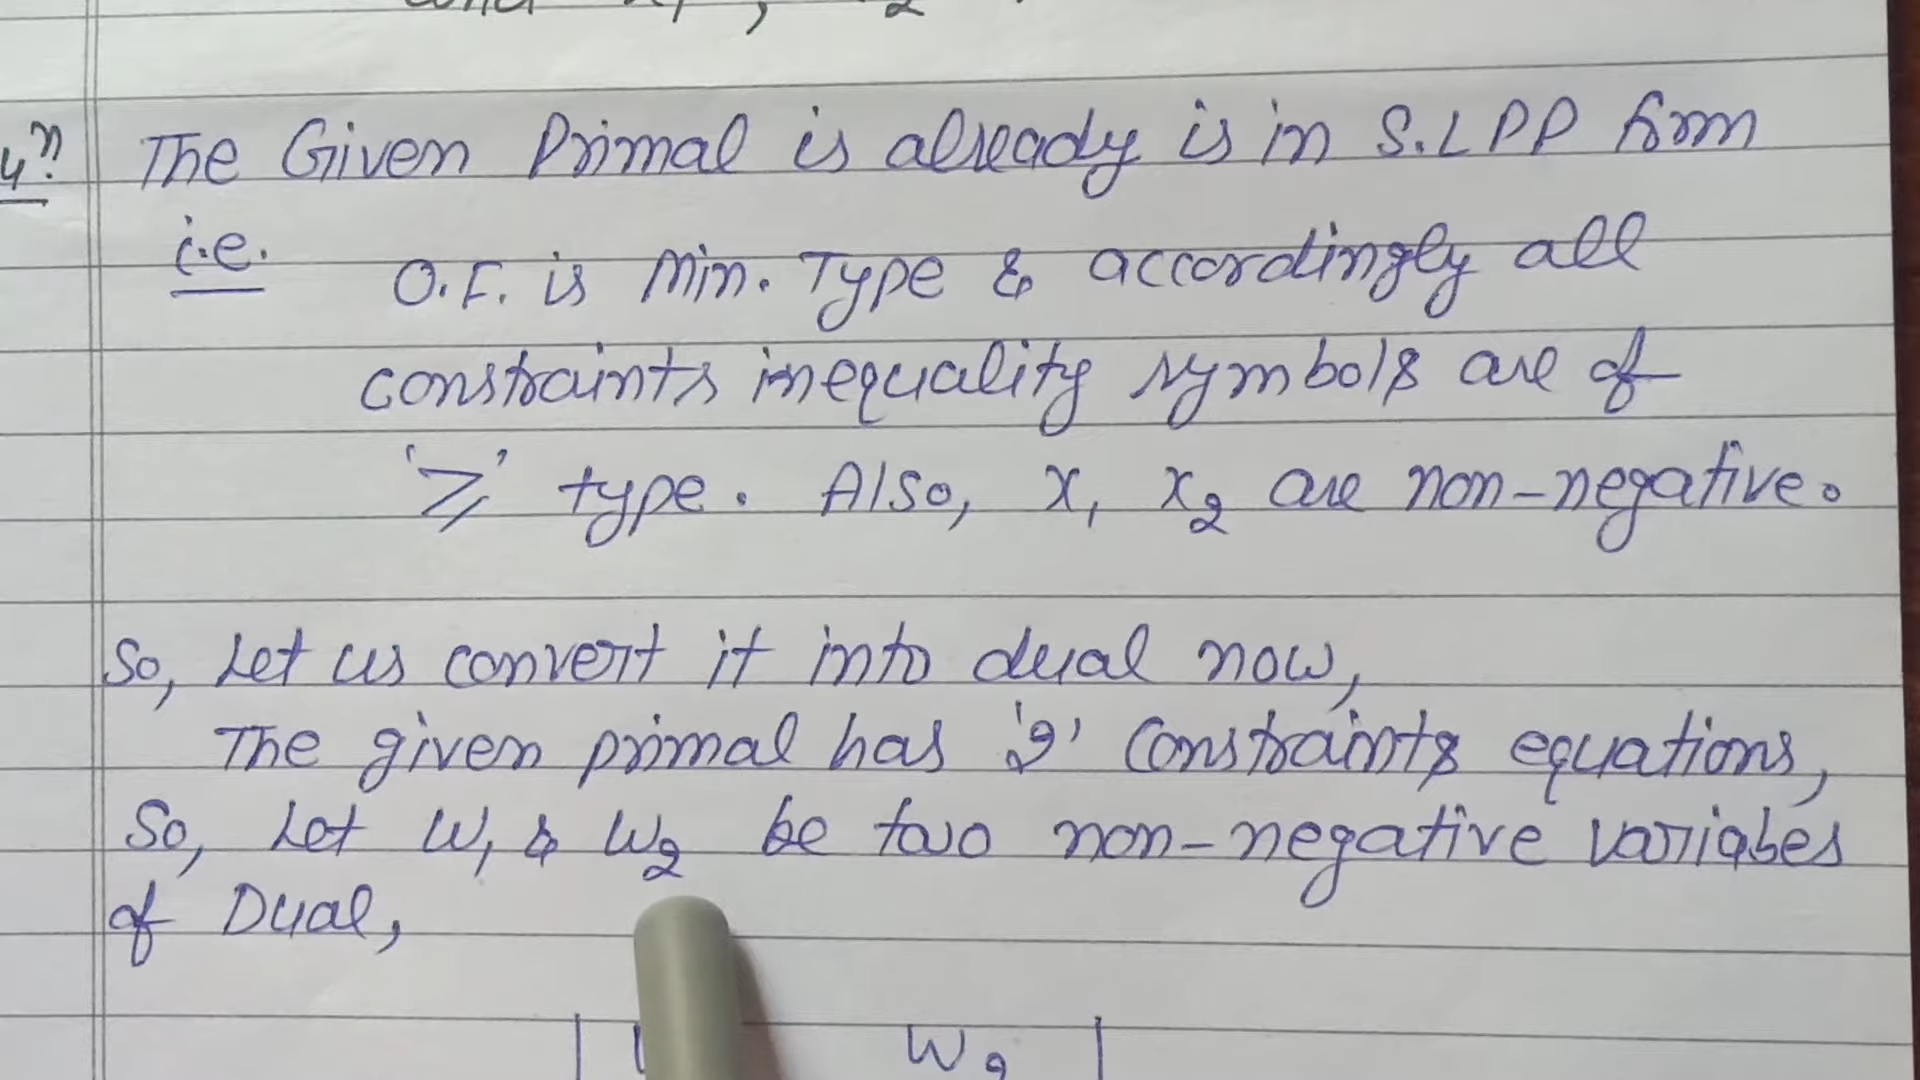 The Given Primal is already is in S.LPP form
i.e.
O.F. is Min. Type & accordingly all
constraints inequality symbols are of
'≥' type. Also, x₁ x₂ are non-negative.
So, Let us convert it into dual now,
The given primal has '2' constraints equations,
So, Let W₁ & W₂ be two non-negative variabes
of Dual,
W₂